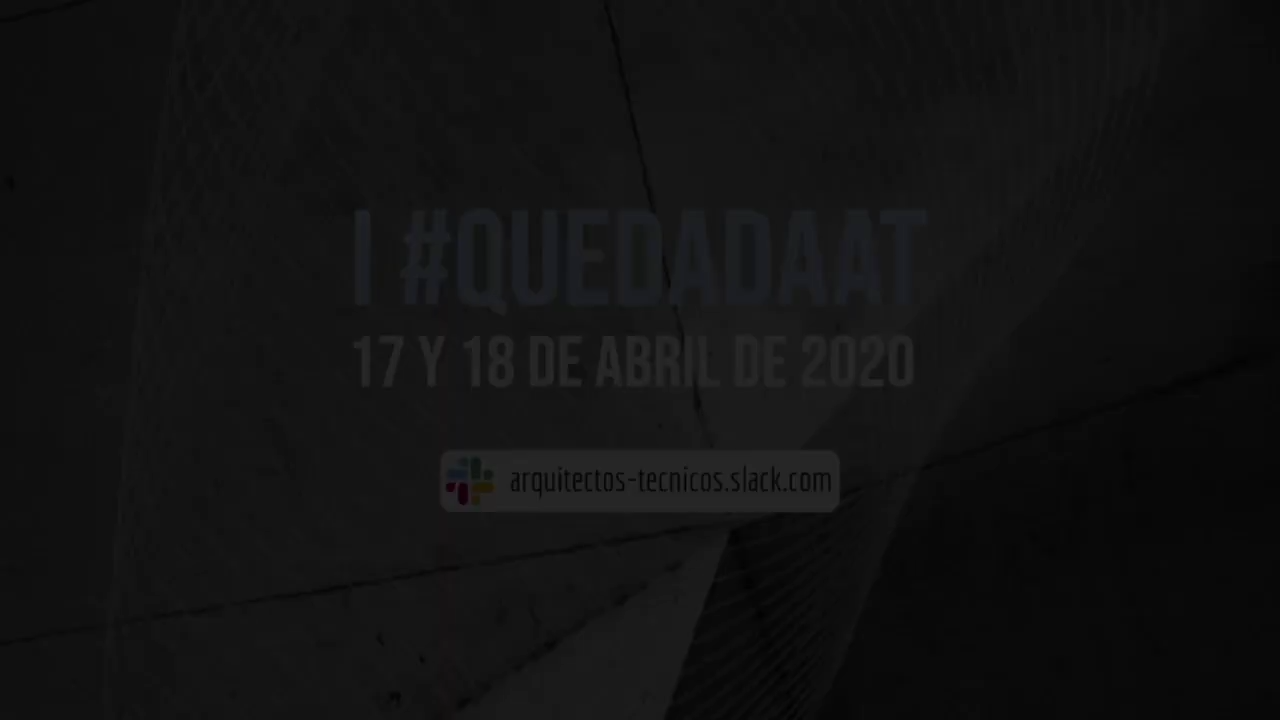 I #QUEDADAAT
17 Y 18 DE ABRIL DE 2020
arquitectos-tecnicos.slack.com